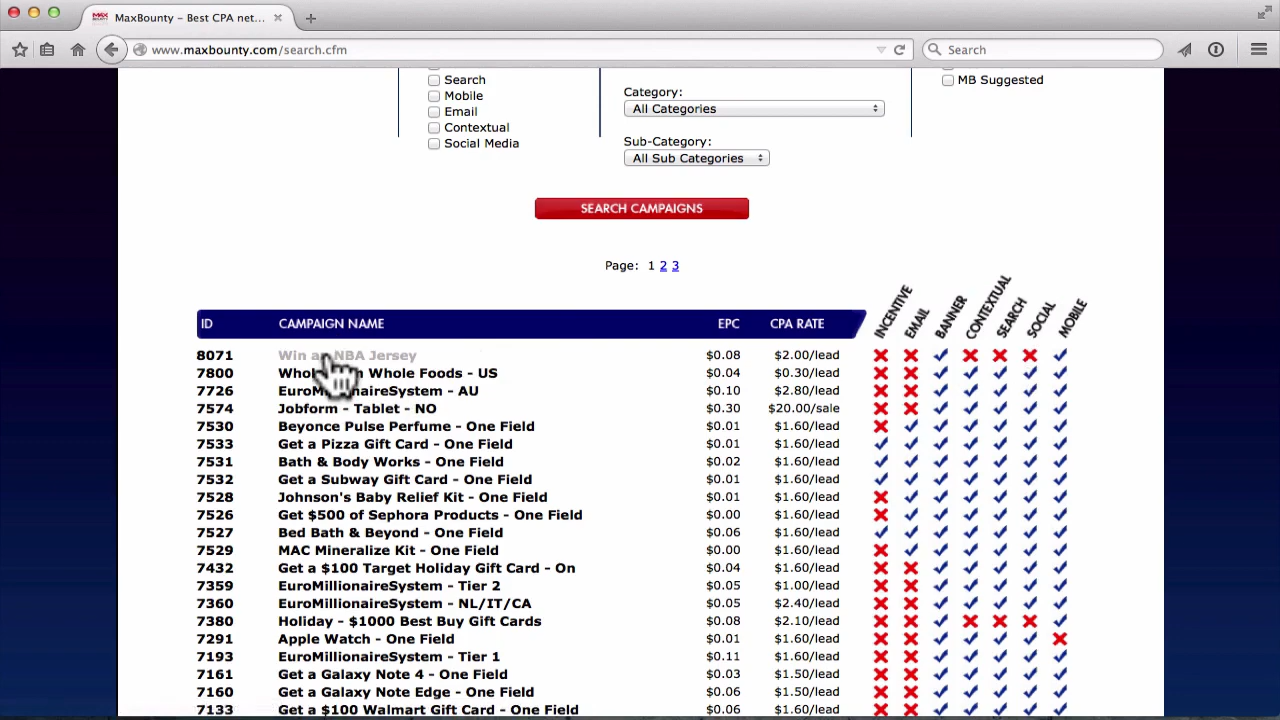 MaxBounty – Best CPA net...
www.maxbounty.com/search.cfm
Search
Search
MB Suggested
Mobile
Category:
Email
All Categories
Contextual
Sub-Category:
Social Media
All Sub Categories
SEARCH CAMPAIGNS
Page: 1 2 3
ID CAMPAIGN NAME EPC CPA RATE INCENTIVE EMAIL BANNER CONTEXTUAL SEARCH SOCIAL MOBILE
8071 Win an NBA Jersey $0.08 $2.00/lead
7800 Whole Foods - US $0.04 $0.30/lead
7726 EuroMillionaireSystem - AU $0.10 $2.80/lead
7574 Jobform - Tablet - NO $0.30 $20.00/sale
7530 Beyonce Pulse Perfume - One Field $0.01 $1.60/lead
7533 Get a Pizza Gift Card - One Field $0.01 $1.60/lead
7531 Bath & Body Works - One Field $0.02 $1.60/lead
7532 Get a Subway Gift Card - One Field $0.01 $1.60/lead
7528 Johnson's Baby Relief Kit - One Field $0.01 $1.60/lead
7526 Get $500 of Sephora Products - One Field $0.00 $1.60/lead
7527 Bed Bath & Beyond - One Field $0.06 $1.60/lead
7529 MAC Mineralize Kit - One Field $0.00 $1.60/lead
7432 Get a $100 Target Holiday Gift Card - On $0.04 $1.60/lead
7359 EuroMillionaireSystem - Tier 2 $0.05 $1.00/lead
7360 EuroMillionaireSystem - NL/IT/CA $0.05 $2.40/lead
7380 Holiday - $1000 Best Buy Gift Cards $0.08 $2.10/lead
7291 Apple Watch - One Field $0.01 $1.60/lead
7193 EuroMillionaireSystem - Tier 1 $0.11 $1.60/lead
7161 Get a Galaxy Note 4 - One Field $0.03 $1.50/lead
7160 Get a Galaxy Note Edge - One Field $0.06 $1.50/lead
7133 Get a $100 Walmart Gift Card - One Field $0.06 $1.60/lead